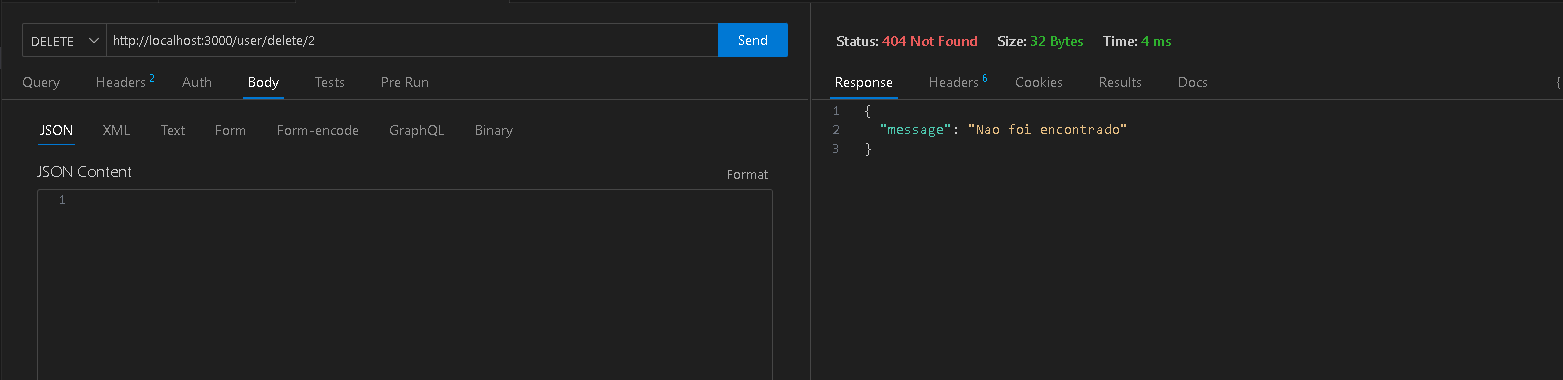 DELETE http://localhost:3000/user/delete/2 Send
Query Headers 2 Auth Body Tests Pre Run
JSON XML Text Form Form-encode GraphQL Binary
JSON Content Format
1
Status: 404 Not Found Size: 32 Bytes Time: 4 ms
Response Headers 6 Cookies Results Docs {
1 {
2 "message": "Nao foi encontrado"
3 }